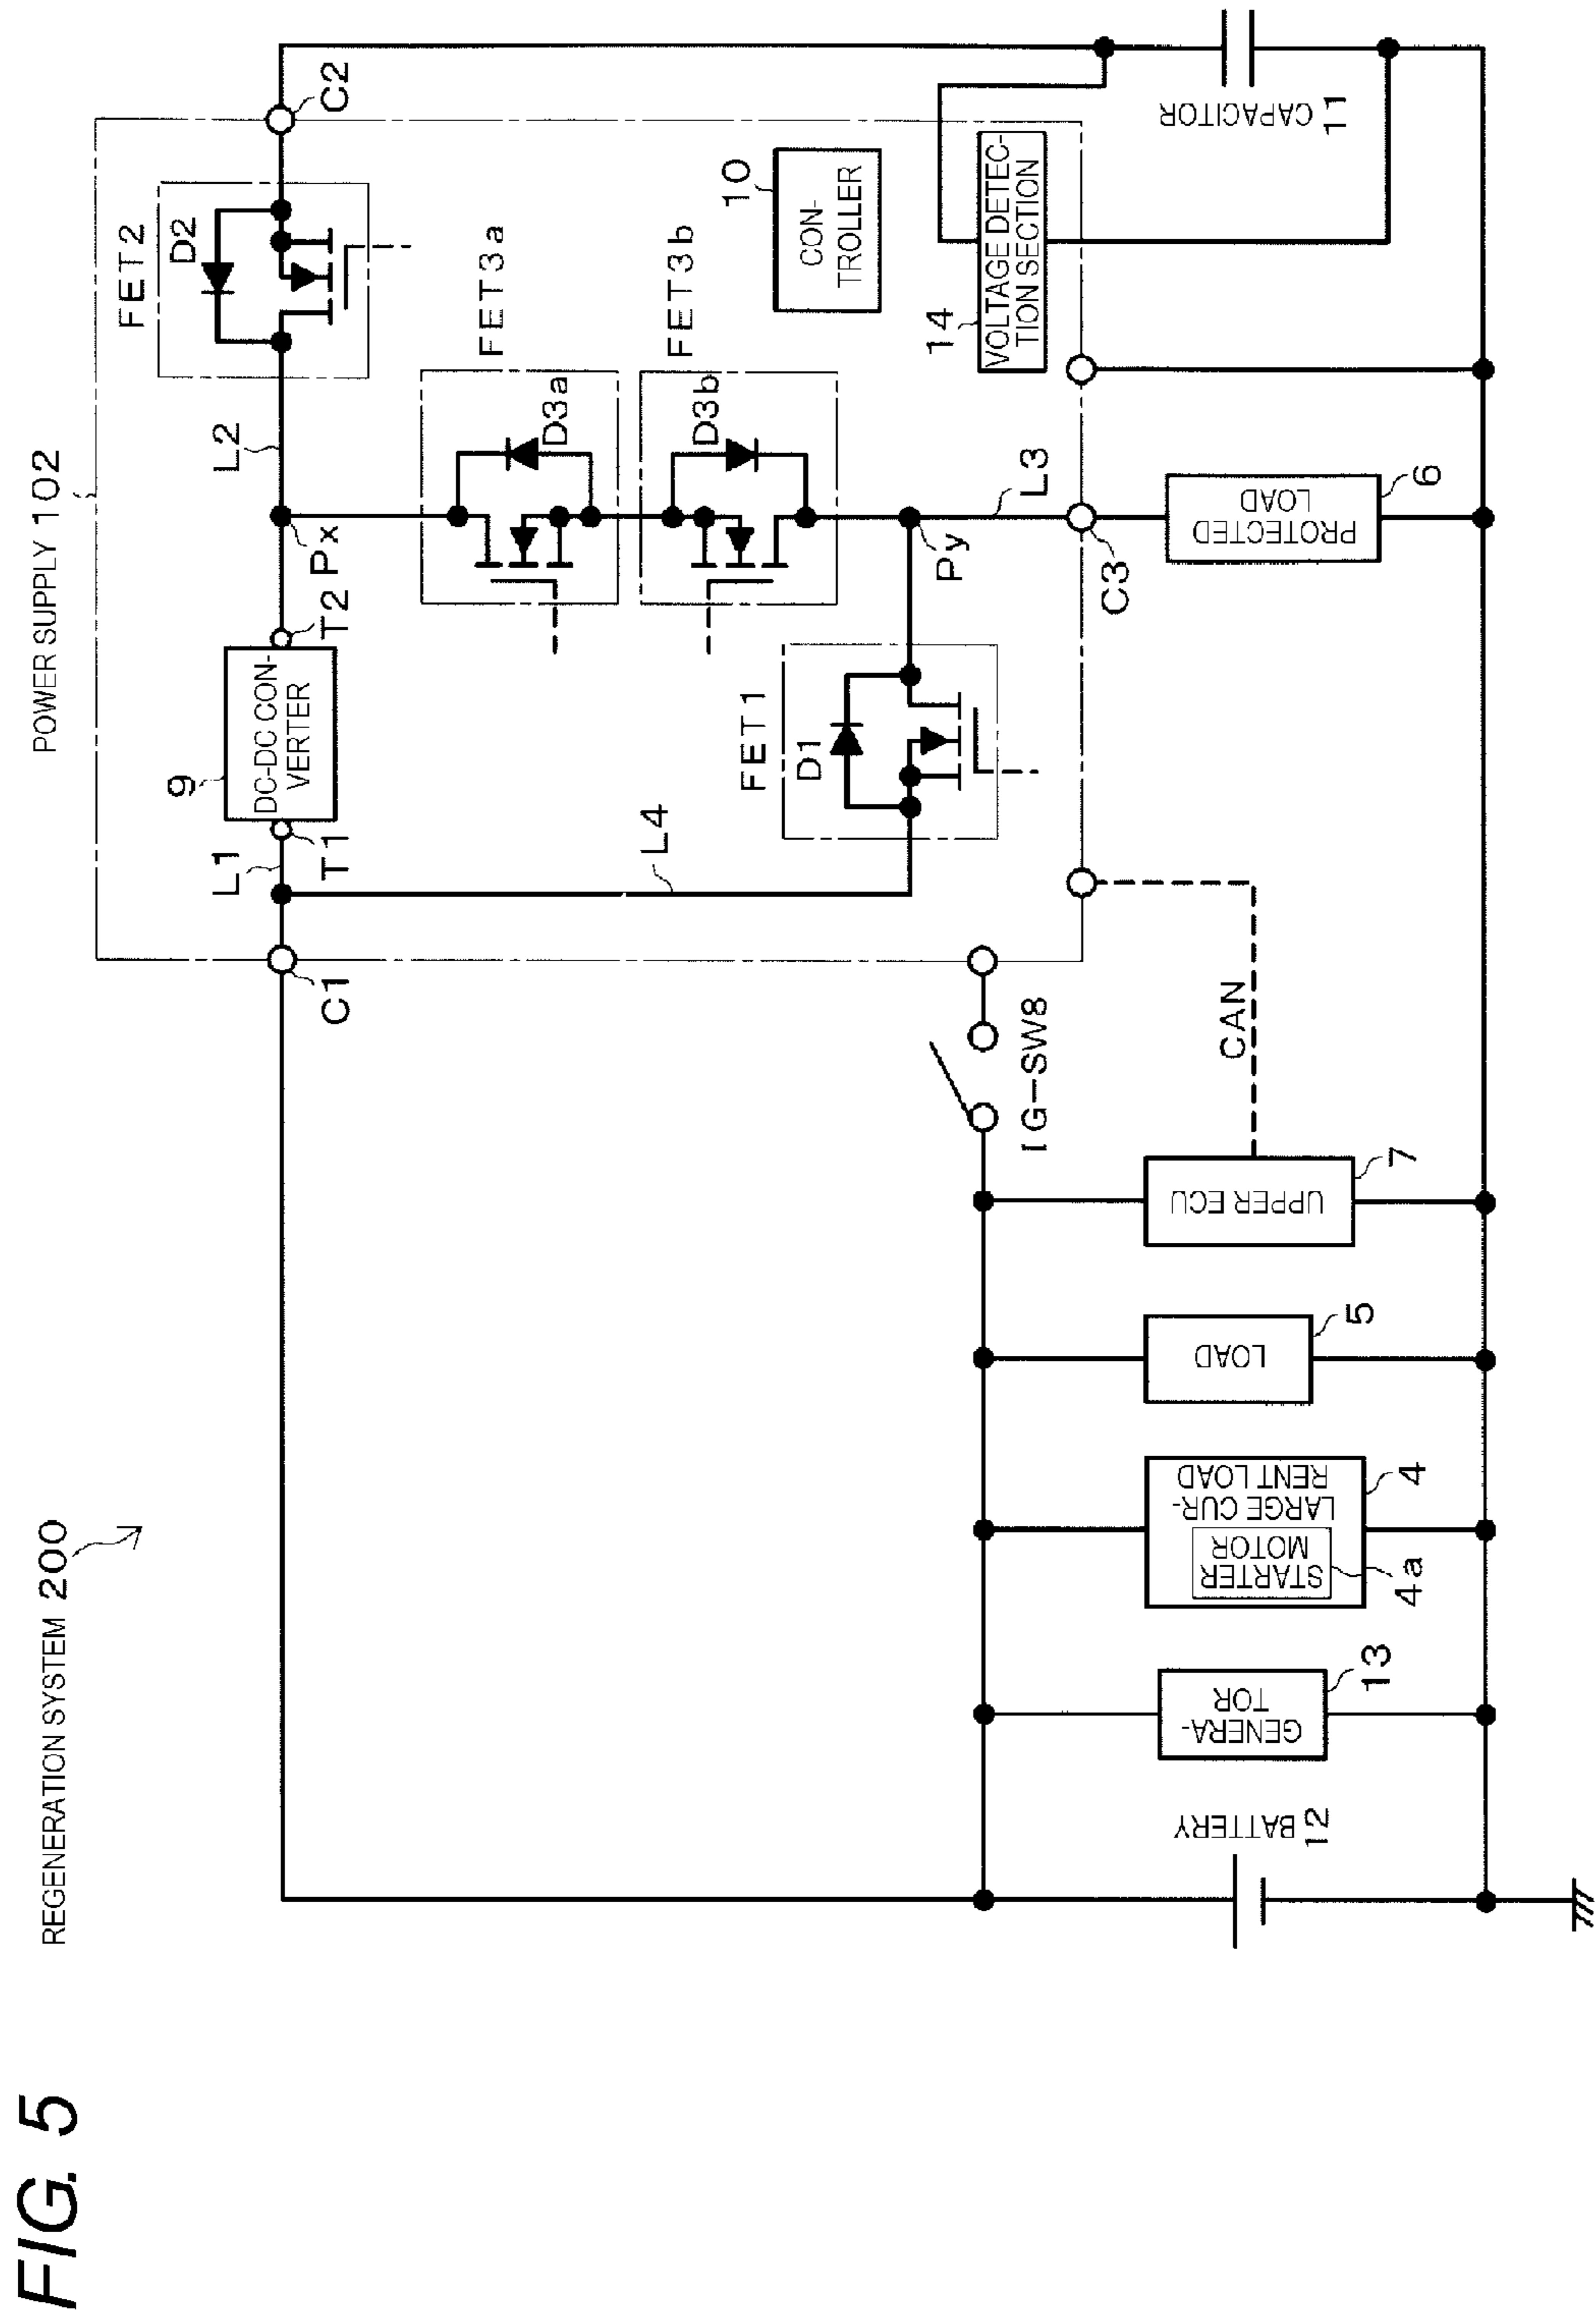 FIG. 5
REGENERATION SYSTEM 200
POWER SUPPLY 102
C1
L1
T1
9
DC-DC CON-
VERTER
T2
Px
L2
FET2
D2
C2
L4
FET3a
D3a
FET3b
D3b
FET1
D1
Py
L3
C3
10
CON-
TROLLER
14
VOLTAGE DETEC-
TION SECTION
IG-SW8
CAN
BATTERY
12
GENERA-
TOR
13
LARGE CUR-
RENT LOAD
4
STARTER
MOTOR
4a
LOAD
5
UPPER ECU
7
PROTECTED
LOAD
6
CAPACITOR
11